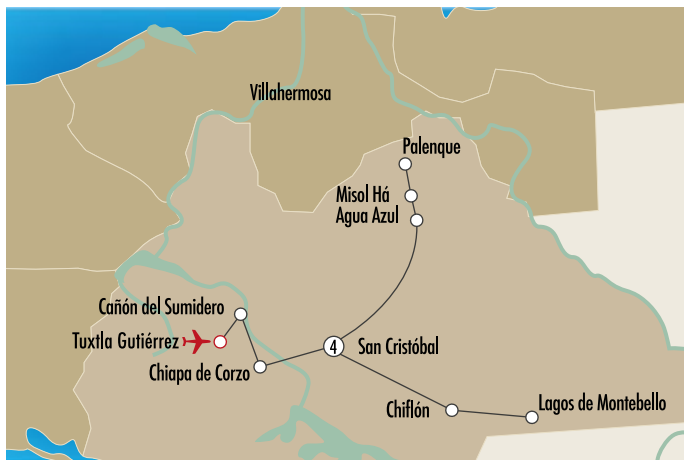 Villahermosa
Palenque
Misol Há
Agua Azul
Cañón del Sumidero
Tuxtla Gutiérrez
4
San Cristóbal
Chiapa de Corzo
Chiflón
Lagos de Montebello